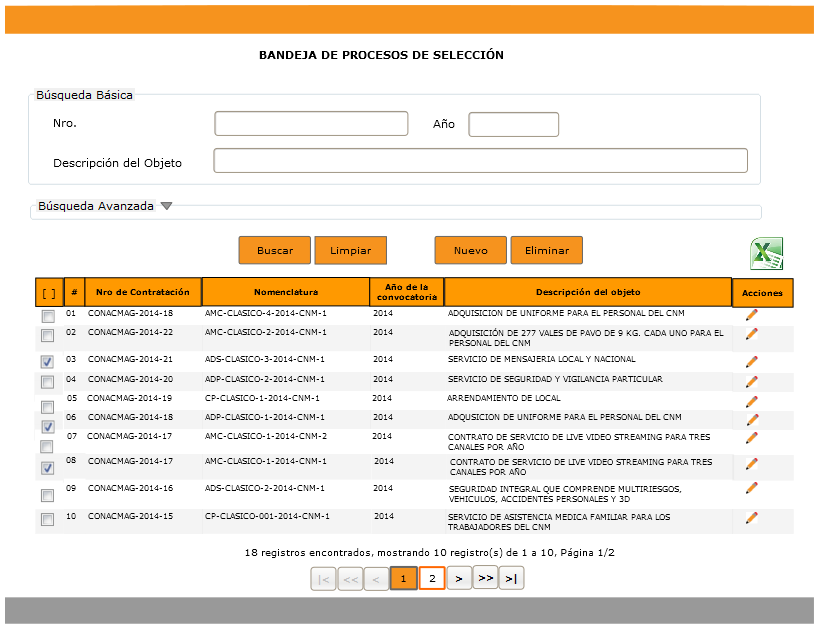 BANDEJA DE PROCESOS DE SELECCIÓN
Búsqueda Básica
Nro.
Año
Descripción del Objeto
Búsqueda Avanzada
Buscar
Limpiar
Nuevo
Eliminar
[ ] # Nro de Contratación Nomenclatura Año de la convocatoria Descripción del objeto Acciones
01 CONACMAG-2014-18 AMC-CLASICO-4-2014-CNM-1 2014 ADQUISICION DE UNIFORME PARA EL PERSONAL DEL CNM
02 CONACMAG-2014-22 AMC-CLASICO-2-2014-CNM-1 2014 ADQUISICIÓN DE 277 VALES DE PAVO DE 9 KG. CADA UNO PARA EL
PERSONAL DEL CNM
03 CONACMAG-2014-21 ADS-CLASICO-3-2014-CNM-1 2014 SERVICIO DE MENSAJERIA LOCAL Y NACIONAL
04 CONACMAG-2014-20 ADP-CLASICO-2-2014-CNM-1 2014 SERVICIO DE SEGURIDAD Y VIGILANCIA PARTICULAR
05 CONACMAG-2014-19 CP-CLASICO-1-2014-CNM-1 2014 ARRENDAMIENTO DE LOCAL
06 CONACMAG-2014-18 ADP-CLASICO-1-2014-CNM-1 2014 ADQUSICION DE UNIFORME PARA EL PERSONAL DEL CNM
07 CONACMAG-2014-17 AMC-CLASICO-1-2014-CNM-2 2014 CONTRATO DE SERVICIO DE LIVE VIDEO STREAMING PARA TRES
CANALES POR AÑO
08 CONACMAG-2014-17 AMC-CLASICO-1-2014-CNM-1 2014 CONTRATO DE SERVICIO DE LIVE VIDEO STREAMING PARA TRES
CANALES POR AÑO
09 CONACMAG-2014-16 ADS-CLASICO-2-2014-CNM-1 2014 SEGURIDAD INTEGRAL QUE COMPRENDE MULTIRIESGOS,
VEHICULOS, ACCIDENTES PERSONALES Y 3D
10 CONACMAG-2014-15 CP-CLASICO-001-2014-CNM-1 2014 SERVICIO DE ASISTENCIA MEDICA FAMILIAR PARA LOS
TRABAJADORES DEL CNM
18 registros encontrados, mostrando 10 registro(s) de 1 a 10, Página 1/2
|< << < 1 2 > >> >|